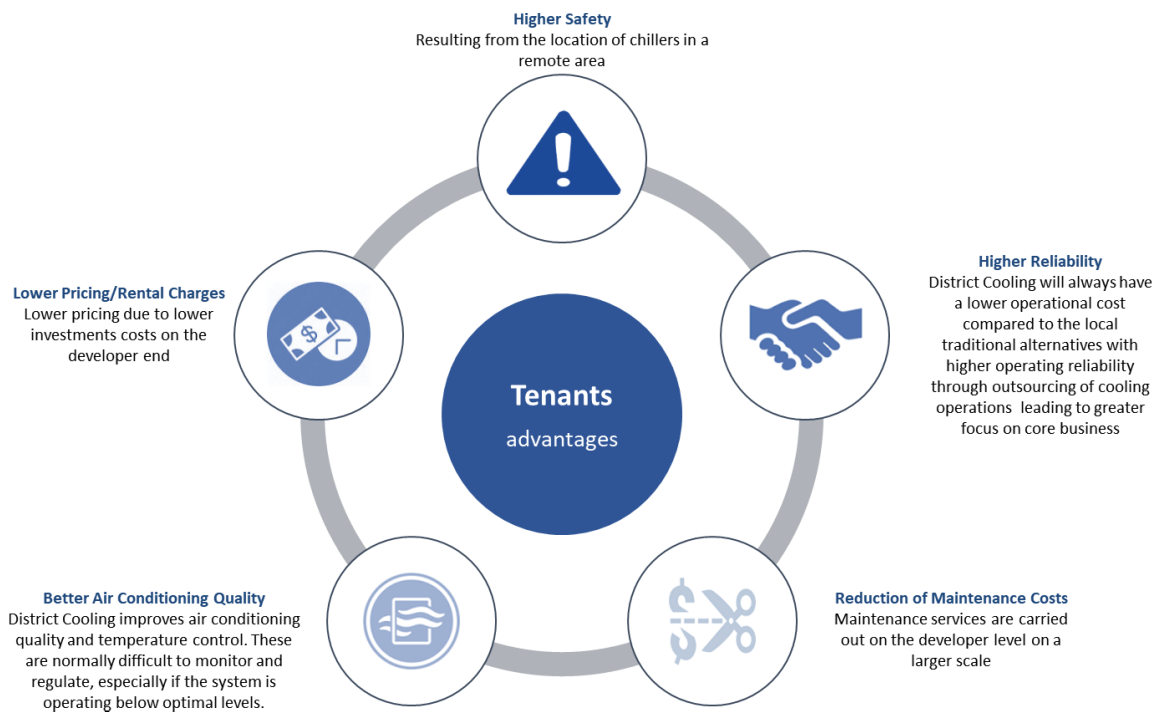 Higher Safety
Resulting from the location of chillers in a
remote area
Higher Reliability
District Cooling will always have
a lower operational cost
compared to the local
traditional alternatives with
higher operating reliability
through outsourcing of cooling
operations leading to greater
focus on core business
Reduction of Maintenance Costs
Maintenance services are carried
out on the developer level on a
larger scale
Better Air Conditioning Quality
District Cooling improves air conditioning
quality and temperature control. These
are normally difficult to monitor and
regulate, especially if the system is
operating below optimal levels.
Lower Pricing/Rental Charges
Lower pricing due to lower
investments costs on the
developer end
Tenants
advantages